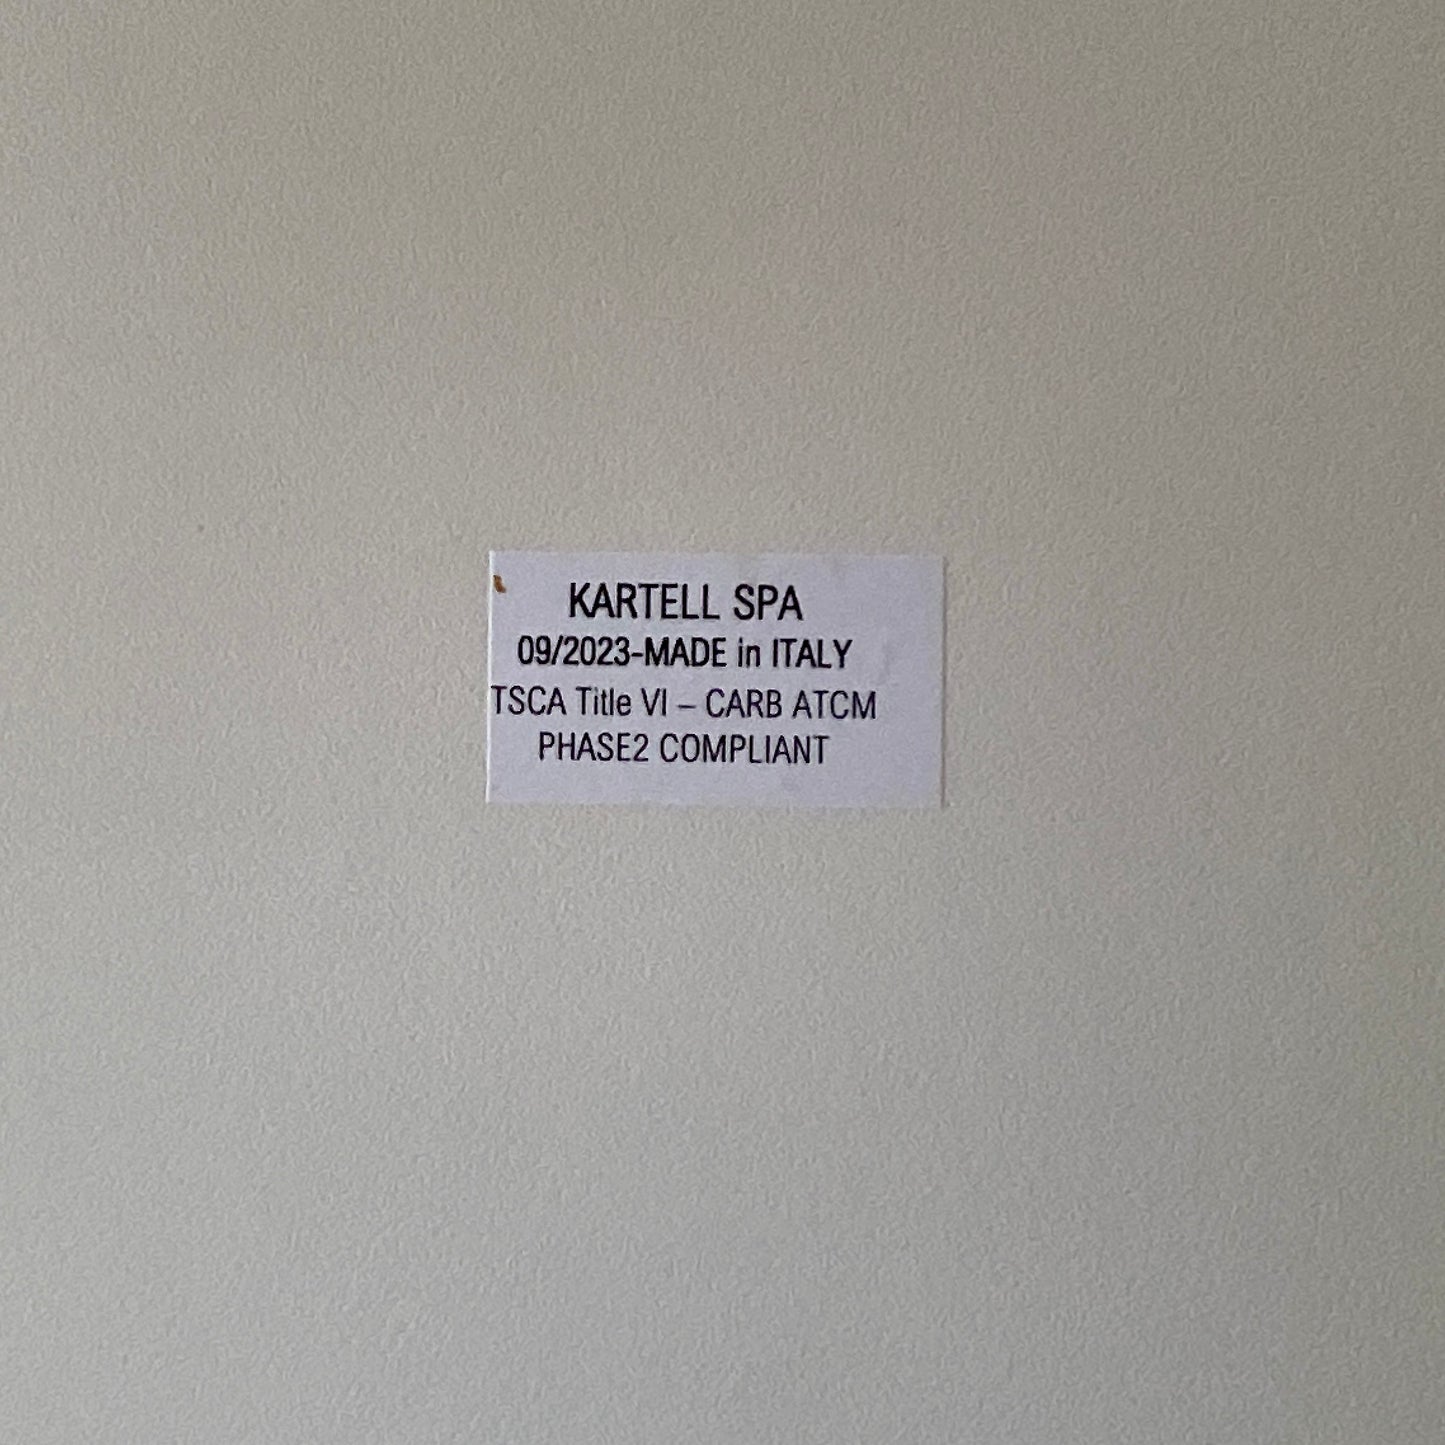 KARTELL SPA
09/2023-MADE in ITALY
TSCA Title VI – CARB ATCM
PHASE2 COMPLIANT